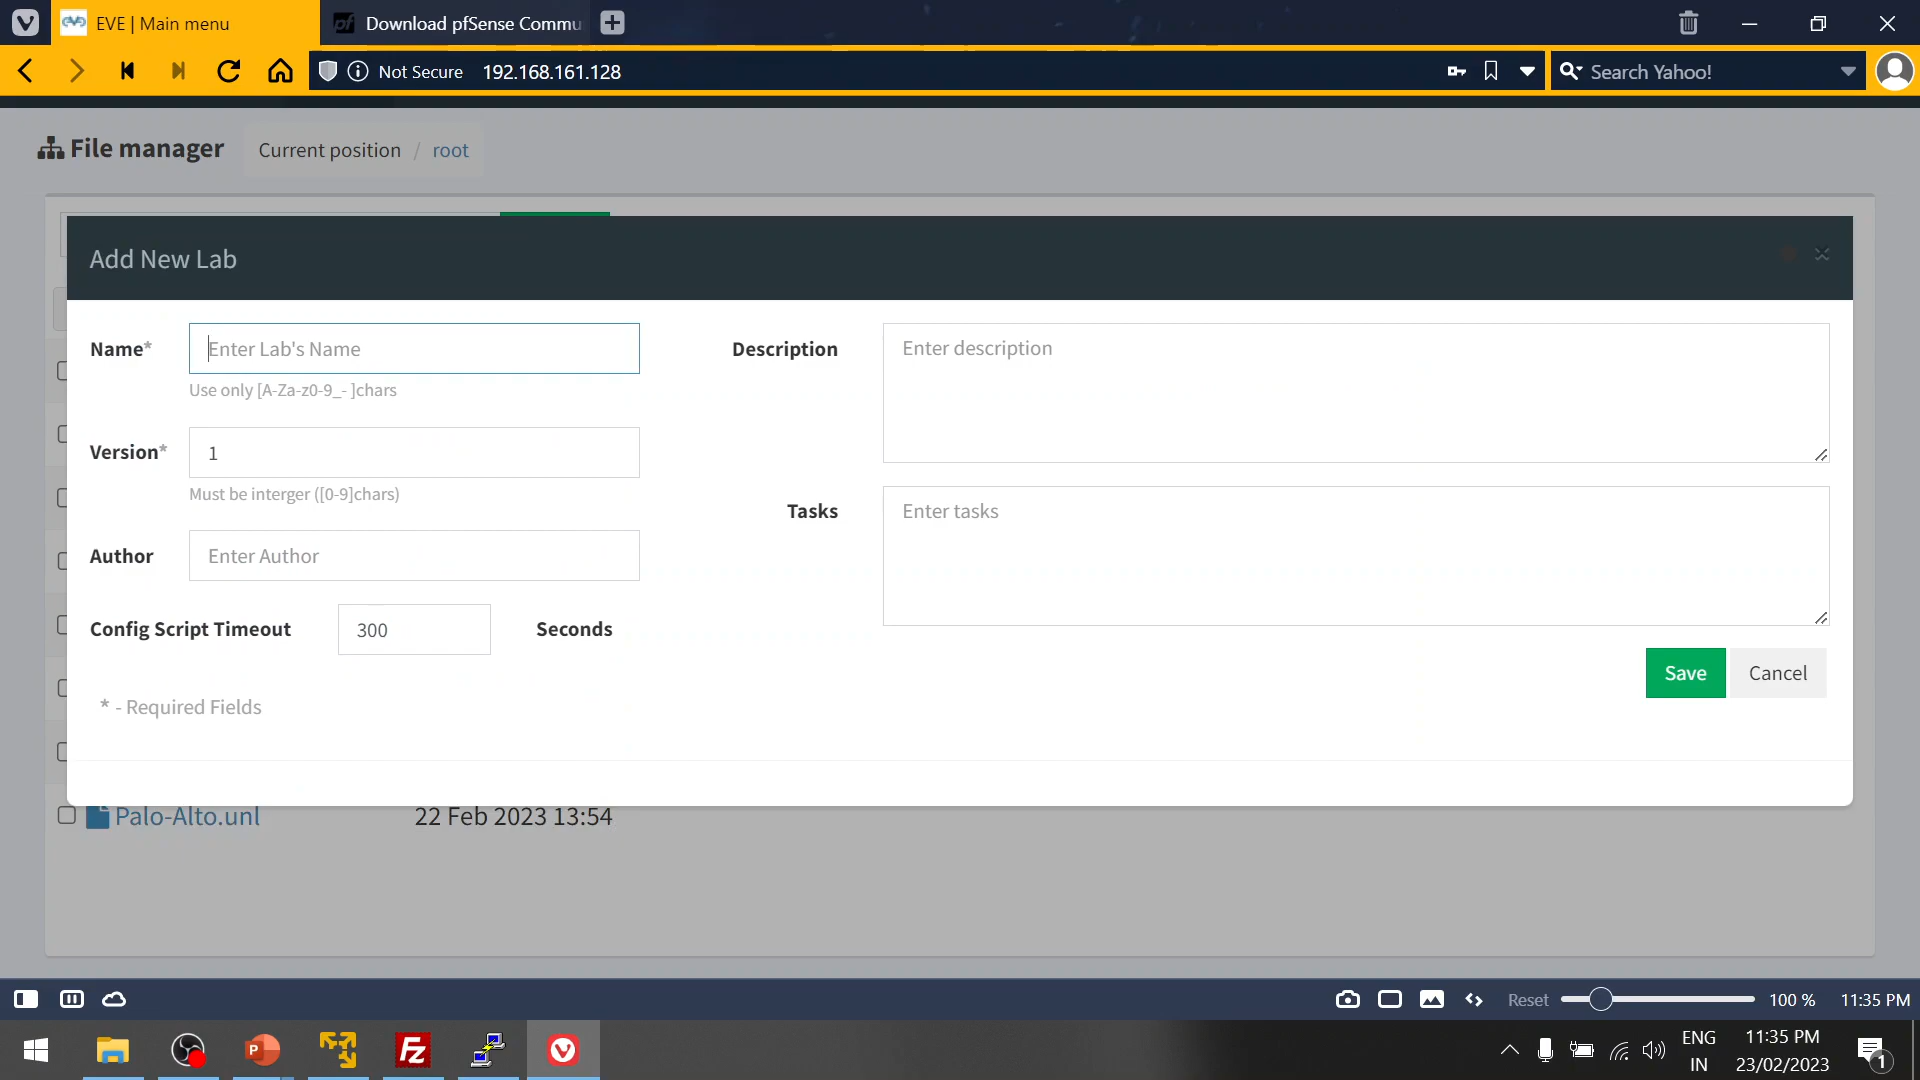 EVE | Main menu
Download pfSense Commu
Not Secure 192.168.161.128
Search Yahoo!
File manager
Current position / root
Add New Lab
Name*
Enter Lab's Name
Use only [A-Za-z0-9_- ]chars
Version*
1
Must be interger ([0-9]chars)
Author
Enter Author
Config Script Timeout
300
Seconds
* - Required Fields
Description
Enter description
Tasks
Enter tasks
Save
Cancel
Palo-Alto.unl
22 Feb 2023 13:54
Reset
100 %
11:35 PM
ENG
IN
11:35 PM
23/02/2023
1